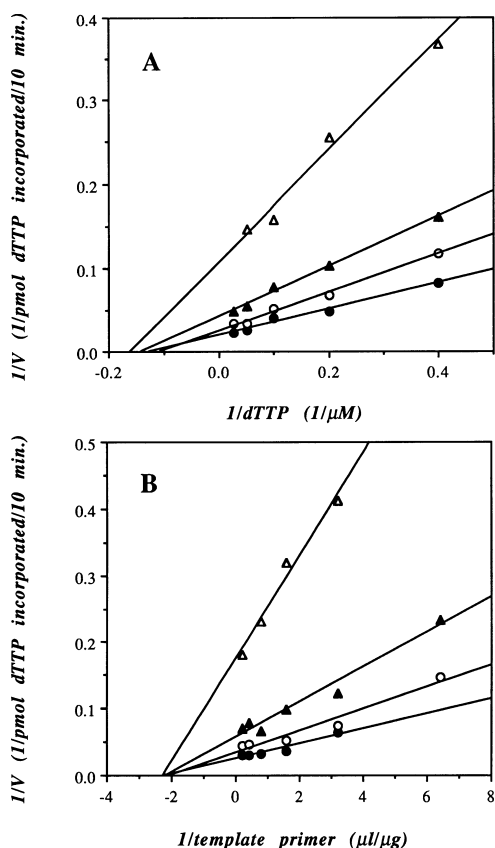 A
1/V (1/pmol dTTP incorporated/10 min.)
0.4
0.3
0.2
0.1
0.0
-0.2 0.0 0.2 0.4
1/dTTP (1/μM)
B
1/V (1/pmol dTTP incorporated/10 min.)
0.5
0.4
0.3
0.2
0.1
0.0
-4 -2 0 2 4 6 8
1/template primer (μl/μg)